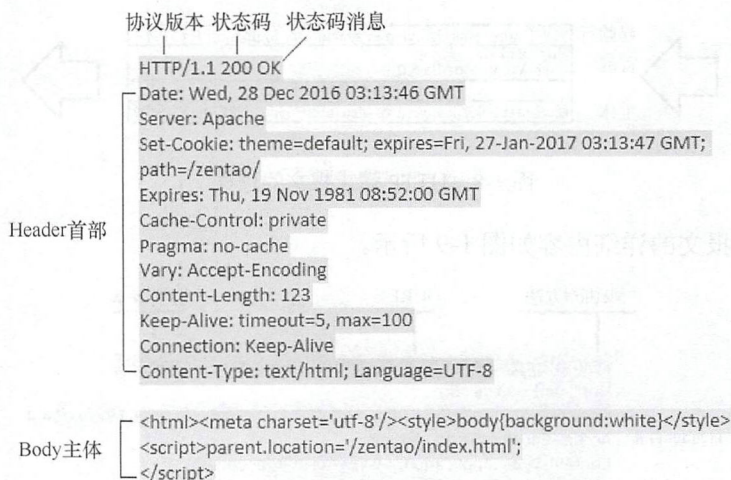 协议版本 状态码 状态码消息
HTTP/1.1 200 OK
Date: Wed, 28 Dec 2016 03:13:46 GMT
Server: Apache
Set-Cookie: theme=default; expires=Fri, 27-Jan-2017 03:13:47 GMT;
path=/zentao/
Expires: Thu, 19 Nov 1981 08:52:00 GMT
Cache-Control: private
Header首部
Pragma: no-cache
Vary: Accept-Encoding
Content-Length: 123
Keep-Alive: timeout=5, max=100
Connection: Keep-Alive
Content-Type: text/html; Language=UTF-8
<html><meta charset='utf-8'/><style>body{background:white}</style>
Body主体
<script>parent.location='/zentao/index.html';
</script>